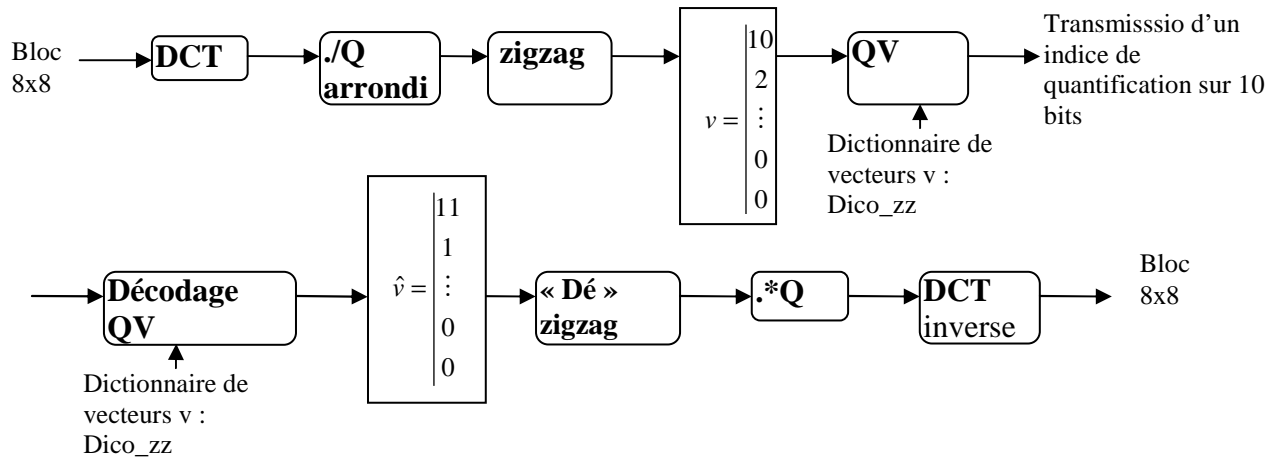 Bloc
8x8
DCT
./Q
arrondi
zigzag
v =
10
2
⋮
0
0
QV
Transmisssio d'un
indice de
quantification sur 10
bits
Dictionnaire de
vecteurs v :
Dico_zz
Décodage
QV
Dictionnaire de
vecteurs v :
Dico_zz
v̂ =
11
1
⋮
0
0
« Dé »
zigzag
.*Q
DCT
inverse
Bloc
8x8